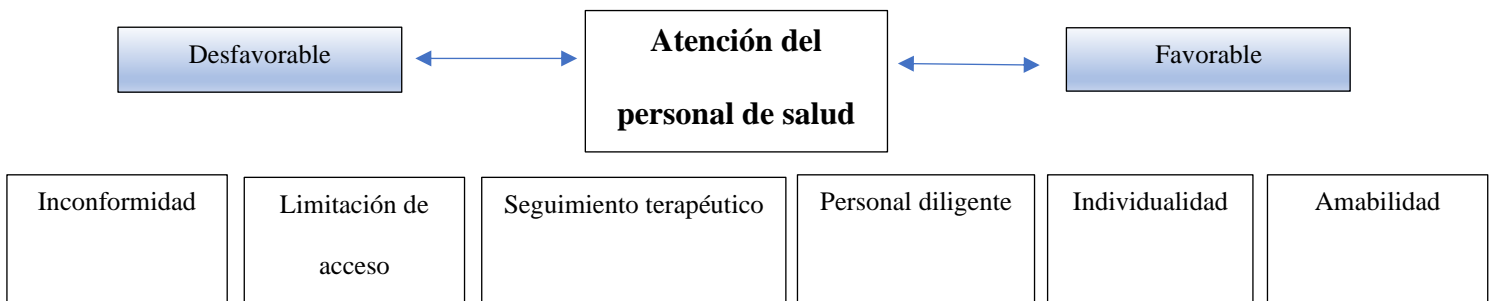 Desfavorable
Atención del
personal de salud
Favorable
Inconformidad
Limitación de
acceso
Seguimiento terapéutico
Personal diligente
Individualidad
Amabilidad